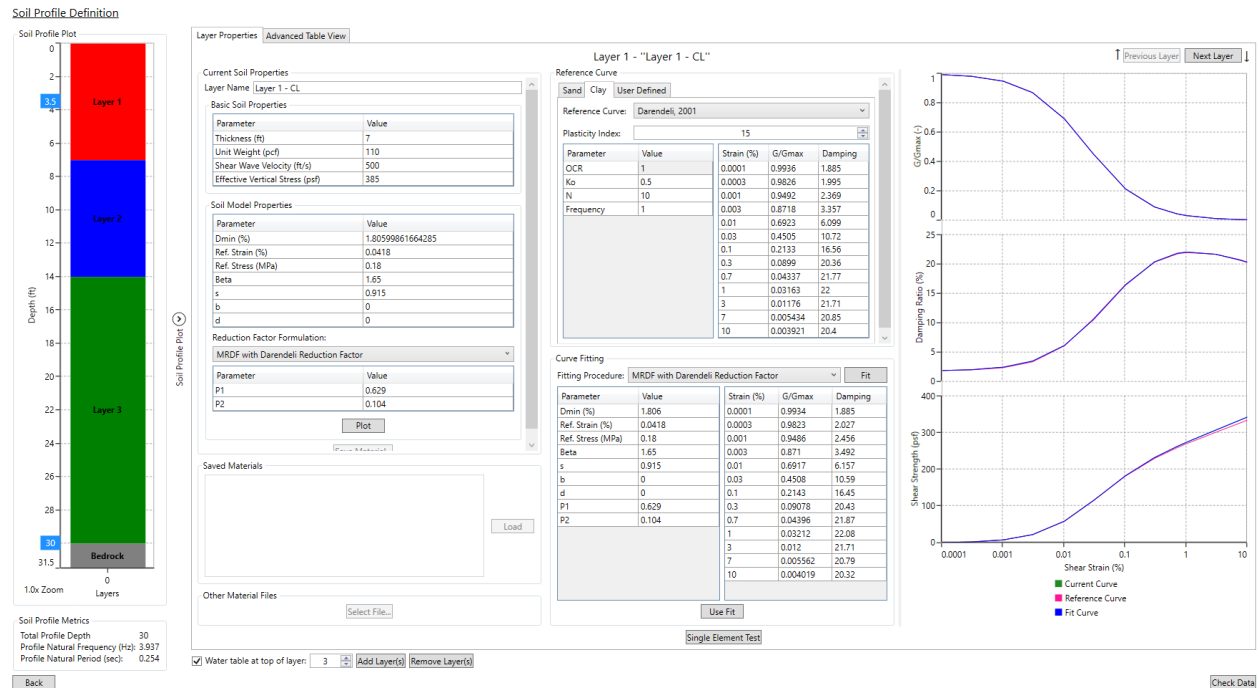 Soil Profile Definition
Soil Profile Plot
0
2
3.5
4
6
8
10
12
14
16
18
20
22
24
26
28
30
31.5
Depth (ft)
Layer 1
Layer 2
Layer 3
Bedrock
0
1.0x Zoom
Layers
Soil Profile Metrics
Total Profile Depth 30
Profile Natural Frequency (Hz): 3.937
Profile Natural Period (sec): 0.254
Back
Soil Profile Plot
Layer Properties Advanced Table View
Layer 1 - "Layer 1 - CL"
Previous Layer Next Layer
Current Soil Properties
Layer Name Layer 1 - CL
Basic Soil Properties
Parameter Value
Thickness (ft) 7
Unit Weight (pcf) 110
Shear Wave Velocity (ft/s) 500
Effective Vertical Stress (psf) 385
Soil Model Properties
Parameter Value
Dmin (%) 1.80599861664285
Ref. Strain (%) 0.0418
Ref. Stress (MPa) 0.18
Beta 1.65
s 0.915
b 0
d 0
Reduction Factor Formulation:
MRDF with Darendeli Reduction Factor
Parameter Value
P1 0.629
P2 0.104
Plot
Save Material
Saved Materials
Load
Other Material Files
Select File...
Water table at top of layer: 3 Add Layer(s) Remove Layer(s)
Reference Curve
Sand Clay User Defined
Reference Curve: Darendeli, 2001
Plasticity Index: 15
Parameter Value
OCR 1
Ko 0.5
N 10
Frequency 1
Strain (%) G/Gmax Damping
0.0001 0.9936 1.885
0.0003 0.9826 1.995
0.001 0.9492 2.369
0.003 0.8718 3.357
0.01 0.6923 6.099
0.03 0.4505 10.72
0.1 0.2133 16.56
0.3 0.0899 20.36
0.7 0.04337 21.77
1 0.03163 22
3 0.01176 21.71
7 0.005434 20.85
10 0.003921 20.4
Curve Fitting
Fitting Procedure: MRDF with Darendeli Reduction Factor Fit
Parameter Value
Dmin (%) 1.806
Ref. Strain (%) 0.0418
Ref. Stress (MPa) 0.18
Beta 1.65
s 0.915
b 0
d 0
P1 0.629
P2 0.104
Strain (%) G/Gmax Damping
0.0001 0.9934 1.885
0.0003 0.9823 2.027
0.001 0.9486 2.456
0.003 0.871 3.492
0.01 0.6917 6.157
0.03 0.4508 10.59
0.1 0.2143 16.45
0.3 0.09078 20.43
0.7 0.04396 21.87
1 0.03212 22.08
3 0.012 21.71
7 0.005562 20.79
10 0.004019 20.32
Use Fit
Single Element Test
G/Gmax (-)
1
0.8
0.6
0.4
0.2
0
Damping Ratio (%)
25
20
15
10
5
0
Shear Strength (psf)
400
300
200
100
0
0.0001 0.001 0.01 0.1 1 10
Shear Strain (%)
Current Curve
Reference Curve
Fit Curve
Check Data